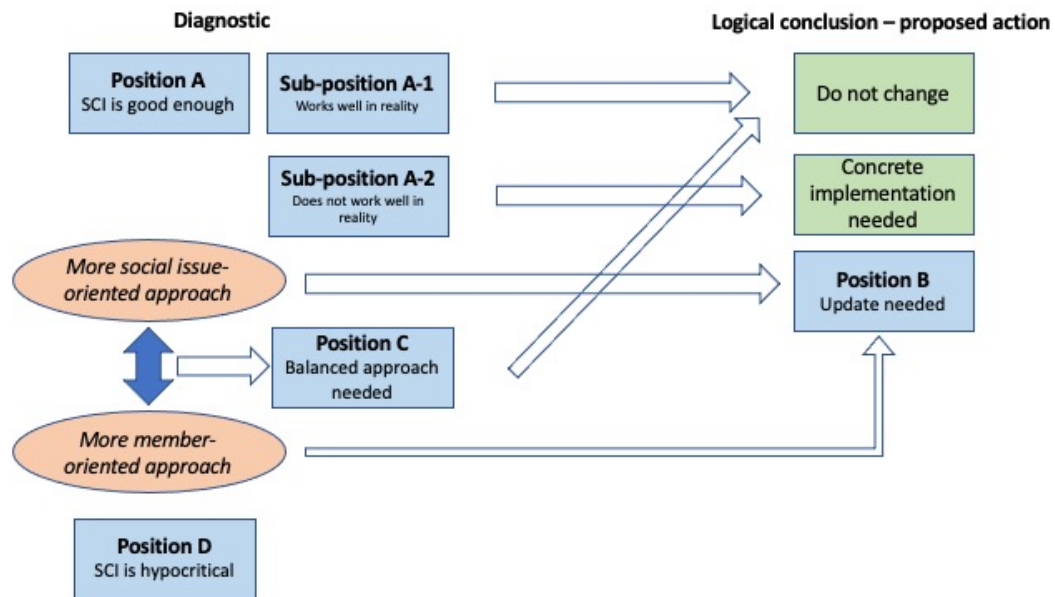 Diagnostic
Logical conclusion – proposed action
Position A
SCI is good enough
Sub-position A-1
Works well in reality
Do not change
Sub-position A-2
Does not work well in
reality
Concrete
implementation
needed
More social issue-
oriented approach
Position B
Update needed
Position C
Balanced approach
needed
More member-
oriented approach
Position D
SCI is hypocritical